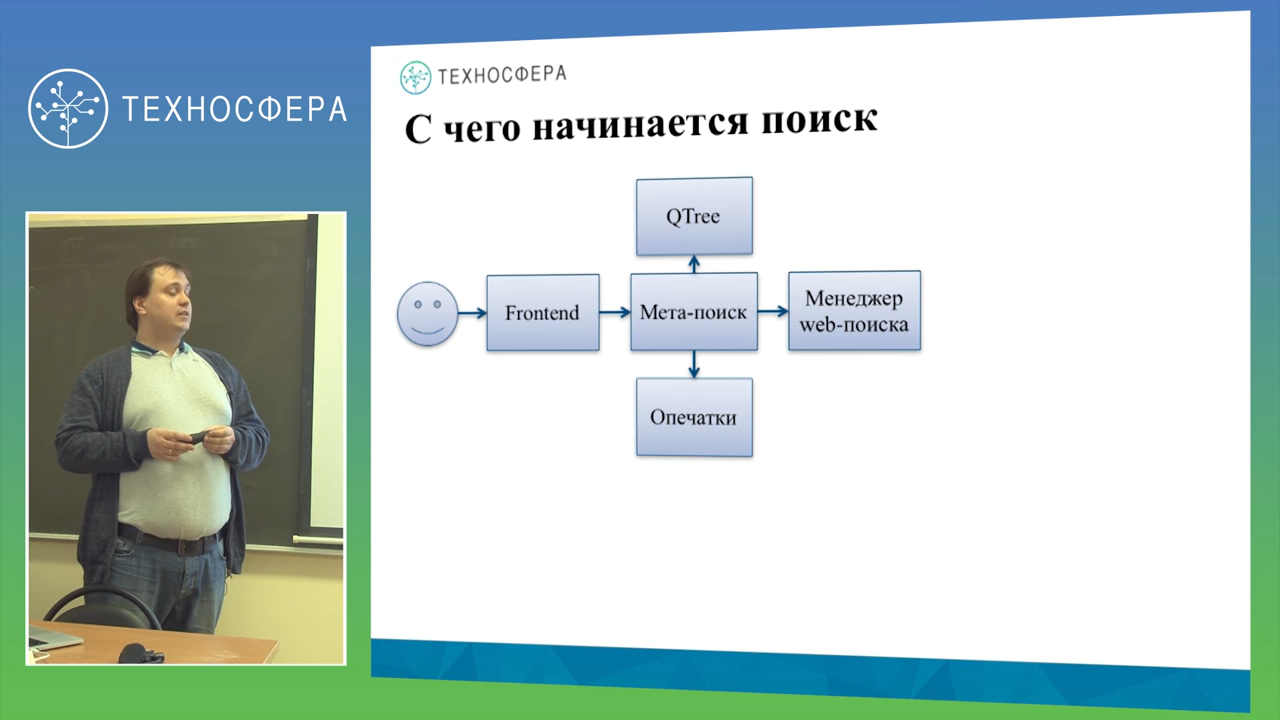 ТЕХНОСФЕРА
ТЕХНОСФЕРА
С чего начинается поиск
QTree
Frontend
Мета-поиск
Менеджер
web-поиска
Опечатки